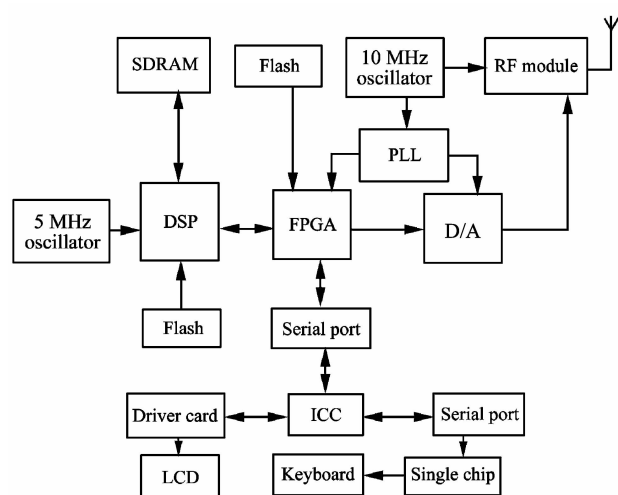 SDRAM
Flash
10 MHz
oscillator
RF module
PLL
5 MHz
oscillator
DSP
FPGA
D/A
Flash
Serial port
Driver card
ICC
Serial port
LCD
Keyboard
Single chip